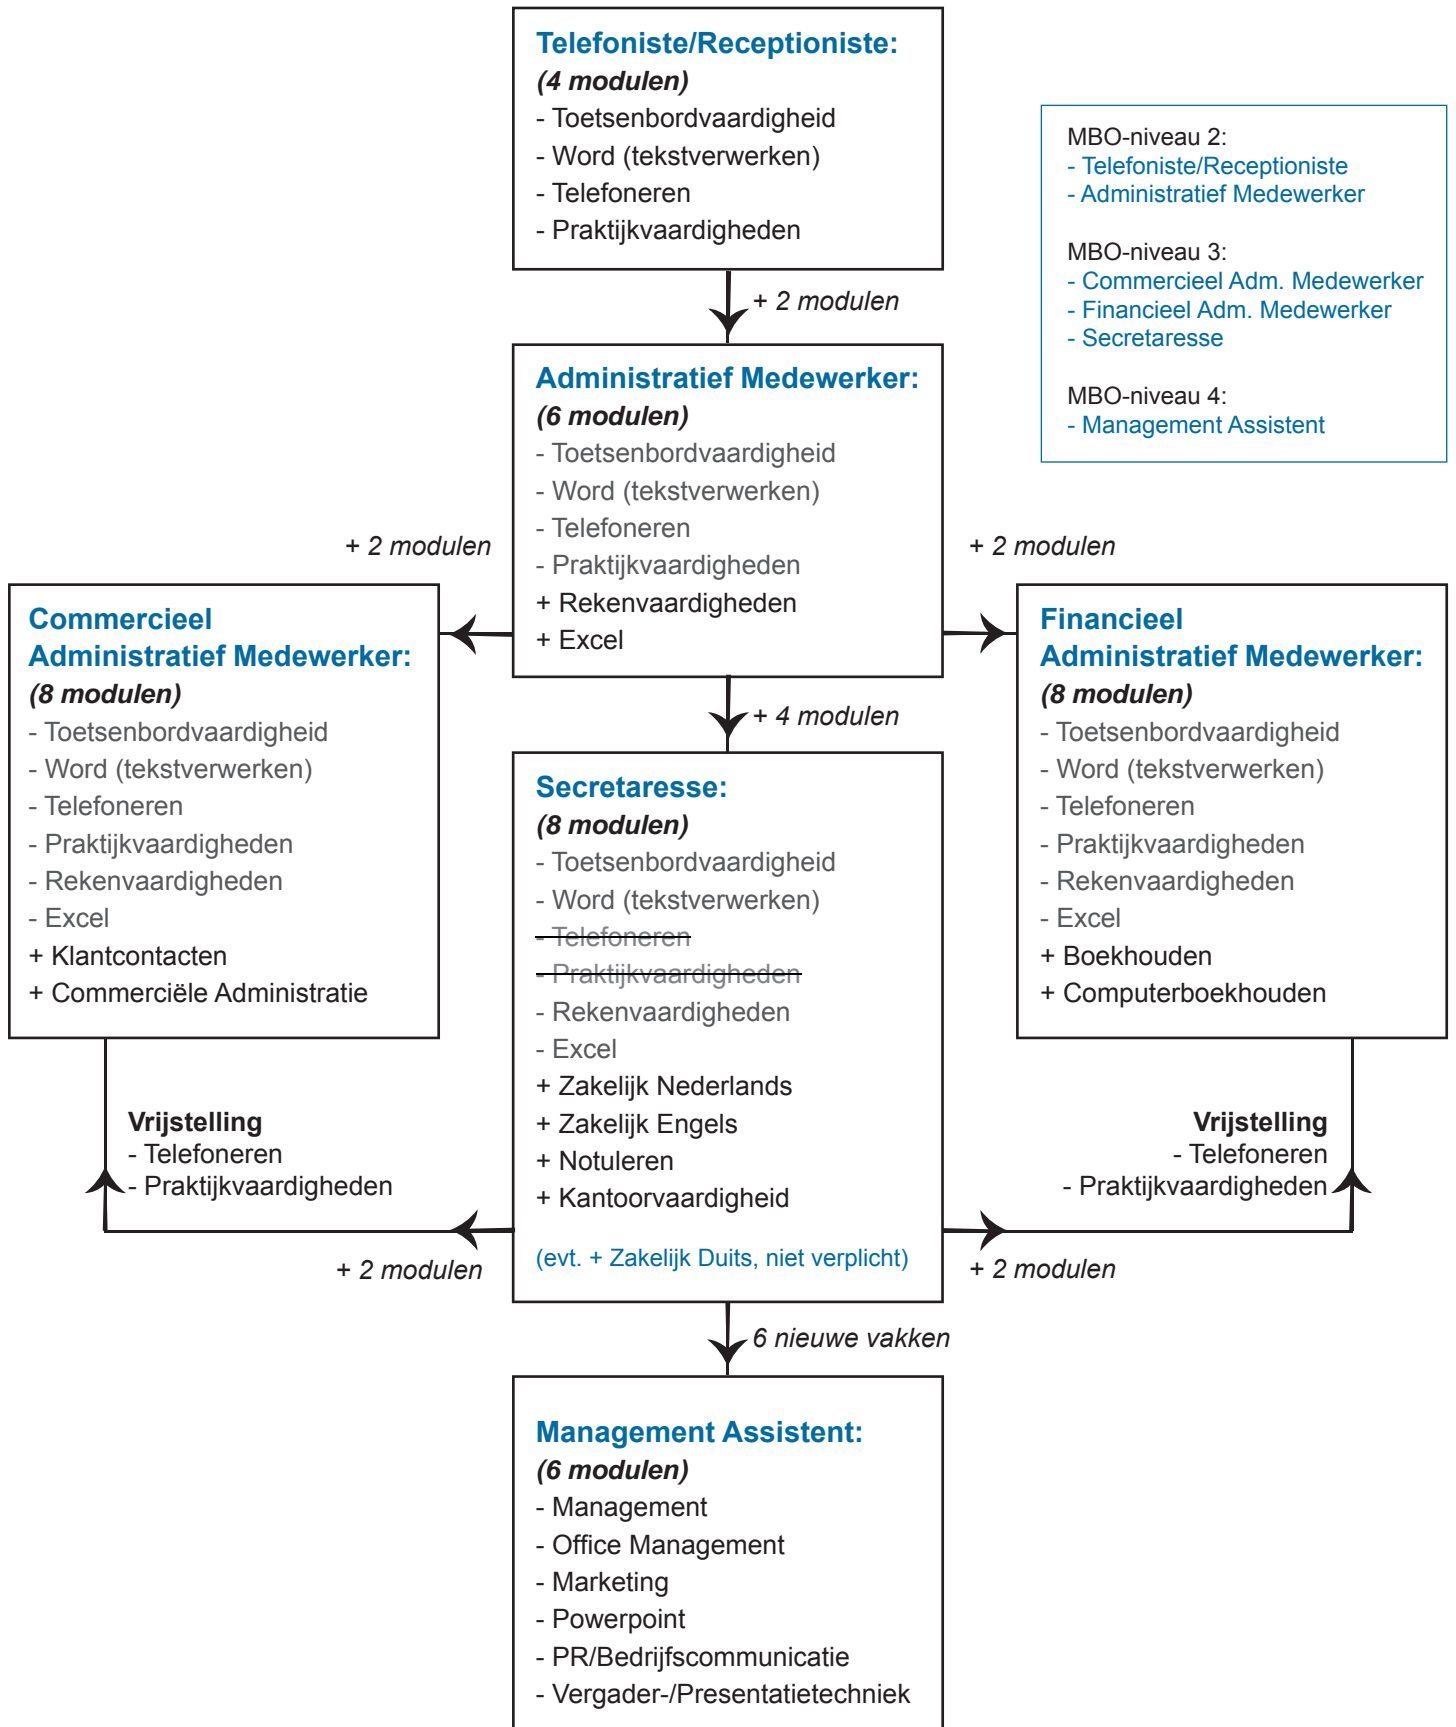 Telefoniste/Receptioniste:
(4 modulen)
- Toetsenbordvaardigheid
- Word (tekstverwerken)
- Telefoneren
- Praktijkvaardigheden
MBO-niveau 2:
- Telefoniste/Receptioniste
- Administratief Medewerker
MBO-niveau 3:
- Commercieel Adm. Medewerker
- Financieel Adm. Medewerker
- Secretaresse
MBO-niveau 4:
- Management Assistent
+ 2 modulen
Administratief Medewerker:
(6 modulen)
- Toetsenbordvaardigheid
- Word (tekstverwerken)
- Telefoneren
- Praktijkvaardigheden
+ Rekenvaardigheden
+ Excel
+ 2 modulen
+ 2 modulen
Commercieel
Administratief Medewerker:
(8 modulen)
- Toetsenbordvaardigheid
- Word (tekstverwerken)
- Telefoneren
- Praktijkvaardigheden
- Rekenvaardigheden
- Excel
+ Klantcontacten
+ Commerciële Administratie
+ 4 modulen
Secretaresse:
(8 modulen)
- Toetsenbordvaardigheid
- Word (tekstverwerken)
- Telefoneren
- Praktijkvaardigheden
- Rekenvaardigheden
- Excel
+ Zakelijk Nederlands
+ Zakelijk Engels
+ Notuleren
+ Kantoorvaardigheid
(evt. + Zakelijk Duits, niet verplicht)
Financieel
Administratief Medewerker:
(8 modulen)
- Toetsenbordvaardigheid
- Word (tekstverwerken)
- Telefoneren
- Praktijkvaardigheden
- Rekenvaardigheden
- Excel
+ Boekhouden
+ Computerboekhouden
Vrijstelling
- Telefoneren
- Praktijkvaardigheden
+ 2 modulen
Vrijstelling
- Telefoneren
- Praktijkvaardigheden
+ 2 modulen
6 nieuwe vakken
Management Assistent:
(6 modulen)
- Management
- Office Management
- Marketing
- Powerpoint
- PR/Bedrijfscommunicatie
- Vergader-/Presentatietechniek